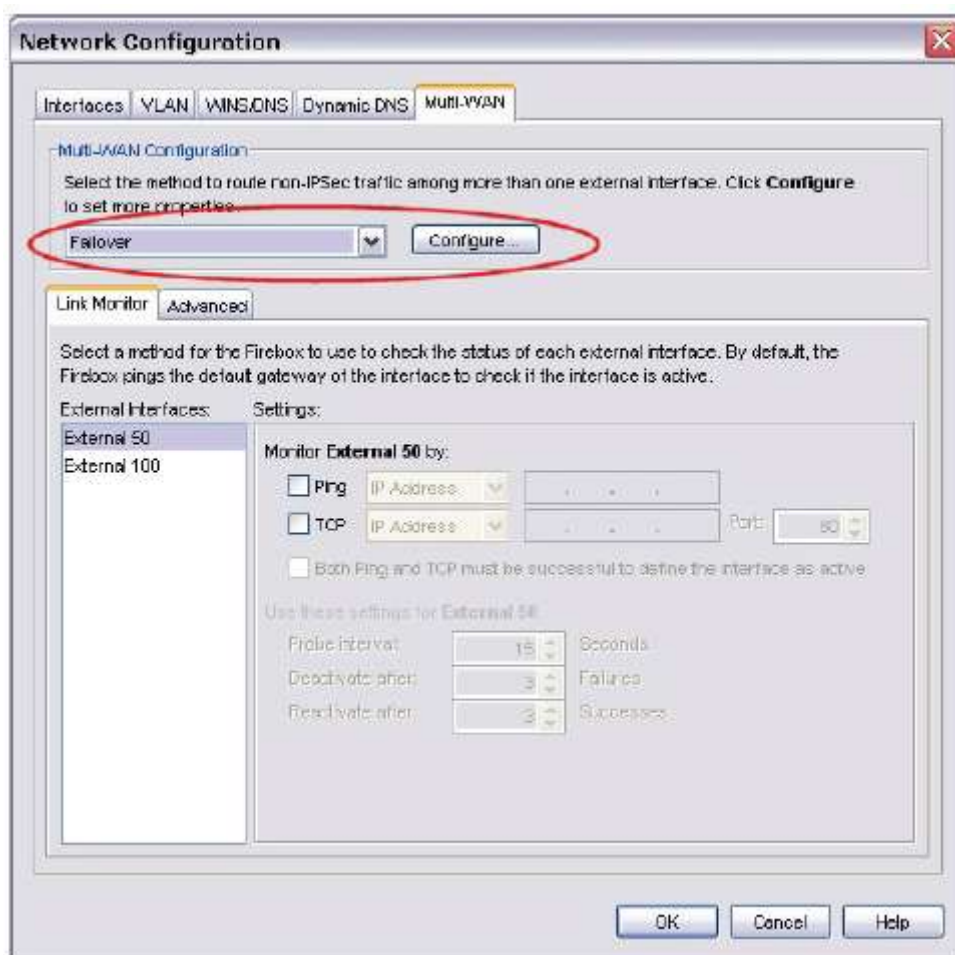 Network Configuration
Interfaces VLAN WINS/DNS Dynamic DNS Multi-WAN
Multi-WAN Configuration
Select the method to route non-IPSec traffic among more than one external interface. Click Configure
to set more properties.
Failover Configure...
Link Monitor Advanced
Select a method for the Firebox to use to check the status of each external interface. By default, the
Firebox pings the default gateway of the interface to check if the interface is active.
External Interfaces: Settings:
External 50
External 100
Monitor External 50 by:
Ping IP Address . . .
TCP IP Address . . . Port: 80
Both Ping and TCP must be successful to define the interface as active
Use these settings for External 50
Probe interval: 15 Seconds
Deactivate after: 3 Failures
Reactivate after: 3 Successes
OK Cancel Help